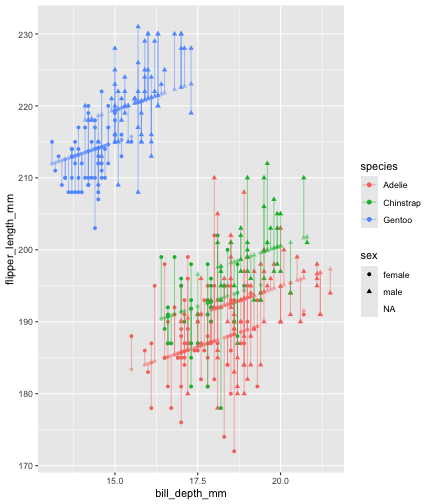 flipper_length_mm
230
220
210
200
190
180
170
15.0 17.5 20.0
bill_depth_mm
species
Adelie
Chinstrap
Gentoo
sex
female
male
NA